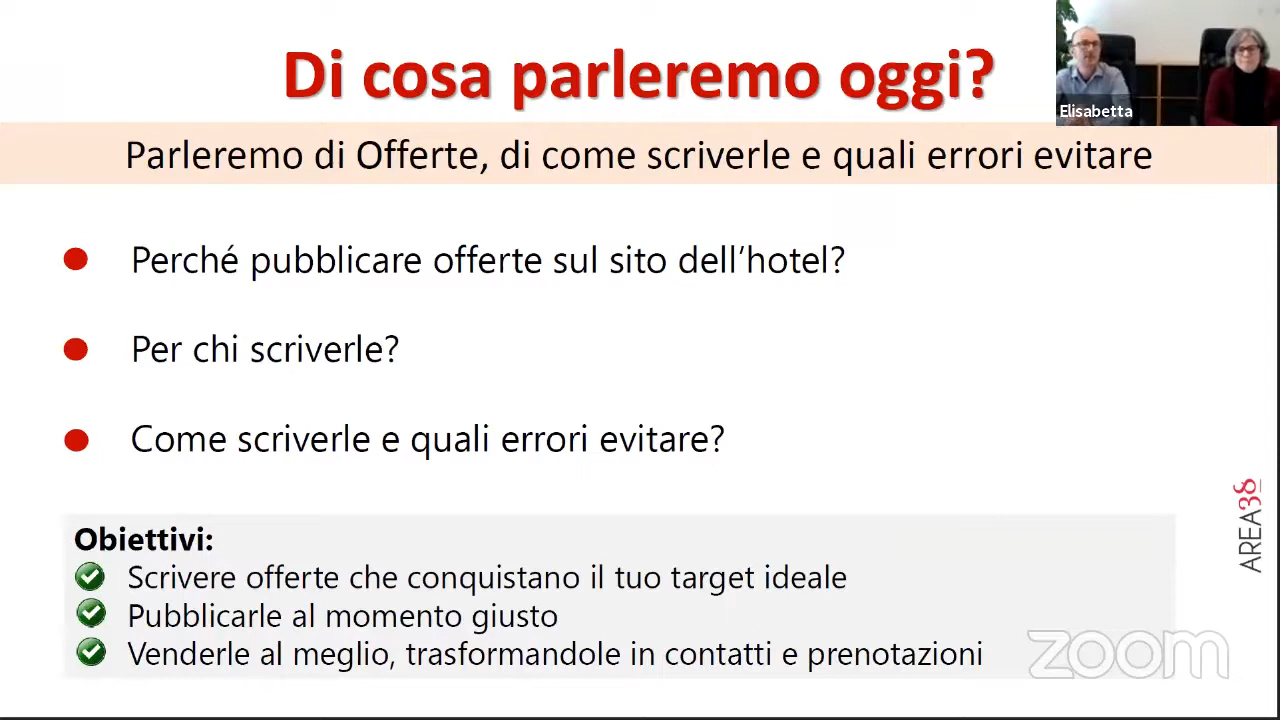 Di cosa parleremo oggi?
Elisabetta
Parleremo di Offerte, di come scriverle e quali errori evitare
Perché pubblicare offerte sul sito dell’hotel?
Per chi scriverle?
Come scriverle e quali errori evitare?
AREA38
Obiettivi:
Scrivere offerte che conquistano il tuo target ideale
Pubblicarle al momento giusto
Venderle al meglio, trasformandole in contatti e prenotazioni
zoom